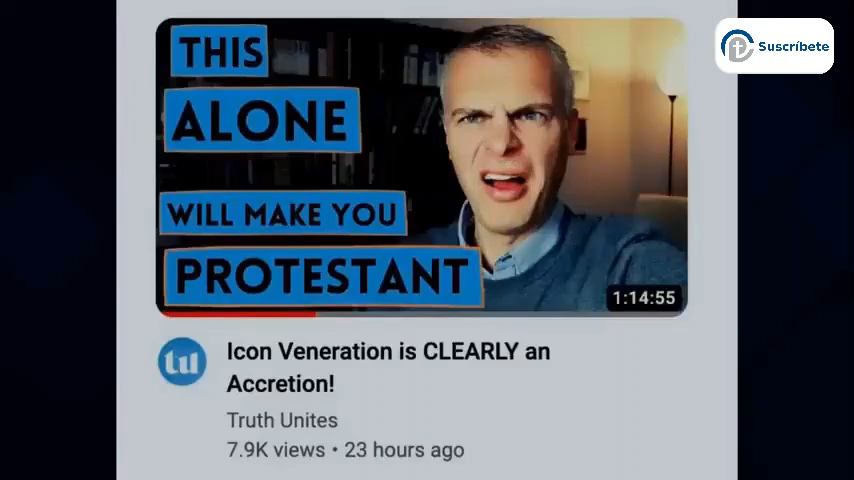 THIS
ALONE
WILL MAKE YOU
PROTESTANT
Suscríbete
1:14:55
tu
Icon Veneration is CLEARLY an
Accretion!
Truth Unites
7.9K views • 23 hours ago